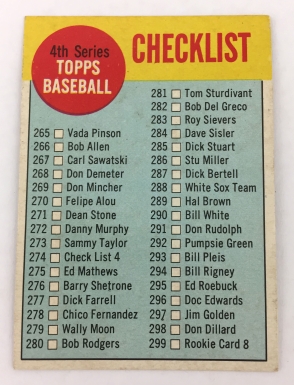 4th Series
TOPPS
BASEBALL
CHECKLIST
265 Vada Pinson
266 Bob Allen
267 Carl Sawatski
268 Don Demeter
269 Don Mincher
270 Felipe Alou
271 Dean Stone
272 Danny Murphy
273 Sammy Taylor
274 Check List 4
275 Ed Mathews
276 Barry Shetrone
277 Dick Farrell
278 Chico Fernandez
279 Wally Moon
280 Bob Rodgers
281 Tom Sturdivant
282 Bob Del Greco
283 Roy Sievers
284 Dave Sisler
285 Dick Stuart
286 Stu Miller
287 Dick Bertell
288 White Sox Team
289 Hal Brown
290 Bill White
291 Don Rudolph
292 Pumpsie Green
293 Bill Pleis
294 Bill Rigney
295 Ed Roebuck
296 Doc Edwards
297 Jim Golden
298 Don Dillard
299 Rookie Card 8